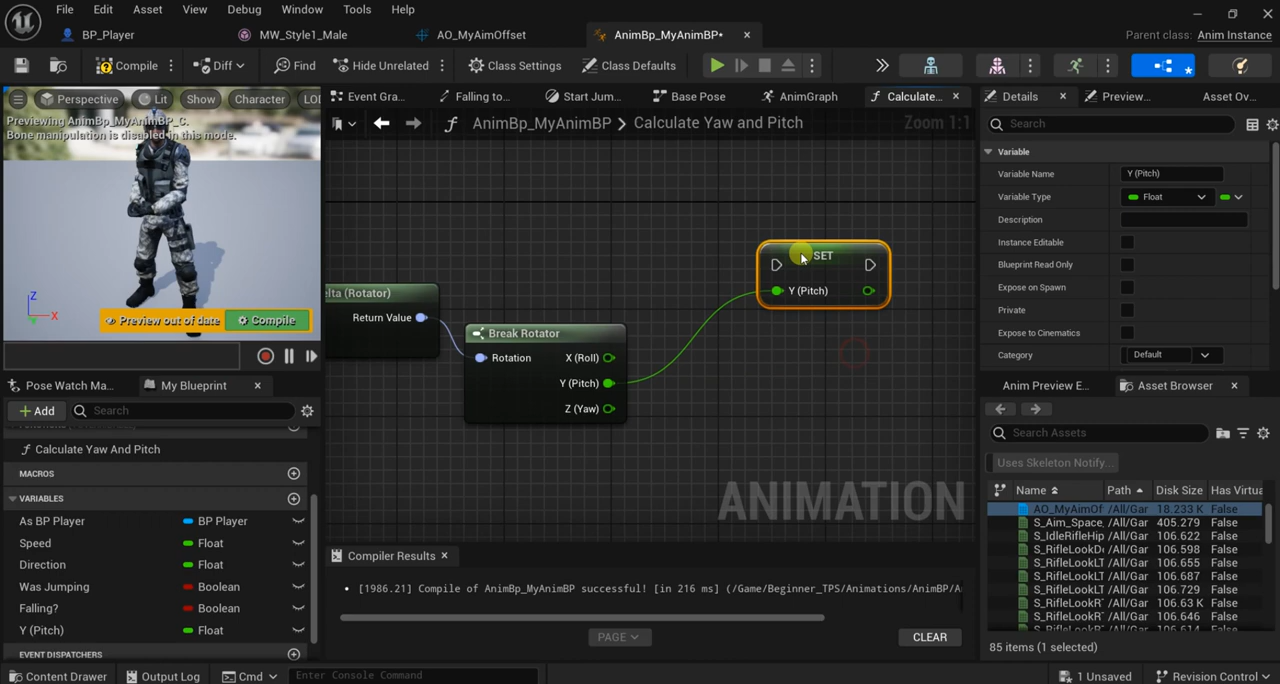 File Edit Asset View Debug Window Tools Help
BP_Player MW_Style1_Male AO_MyAimOffset AnimBp_MyAnimBP•
Parent class: Anim Instance
Compile Diff Find Hide Unrelated Class Settings Class Defaults
Perspective Lit Show Character LOD
Previewing AnimBp_MyAnimBP_C.
Bone manipulation is disabled in this mode.
Preview out of date Compile
Z
X
Event Gra... Falling to... Start Jum... Base Pose AnimGraph Calculate...
AnimBp_MyAnimBP Calculate Yaw and Pitch Zoom 1:1
elta (Rotator)
Return Value
Break Rotator
Rotation X (Roll)
Y (Pitch)
Z (Yaw)
SET
Y (Pitch)
ANIMATION
Compiler Results
• [1986.21] Compile of AnimBp_MyAnimBP successful! [in 216 ms] (/Game/Beginner_TPS/Animations/AnimBP/A
PAGE CLEAR
Pose Watch Ma... My Blueprint
Add Search
Calculate Yaw And Pitch
MACROS
VARIABLES
As BP Player BP Player
Speed Float
Direction Float
Was Jumping Boolean
Falling? Boolean
Y (Pitch) Float
EVENT DISPATCHERS
Details Preview... Asset Ov...
Search
Variable
Variable Name Y (Pitch)
Variable Type Float
Description
Instance Editable
Blueprint Read Only
Expose on Spawn
Private
Expose to Cinematics
Category Default
Anim Preview E... Asset Browser
Search Assets
Uses Skeleton Notify...
Name Path Disk Size Has Virtua
AO_MyAimOf /All/Gar 18.233 K False
S_Aim_Space_ /All/Gar 405.279 False
S_IdleRifleHip /All/Gar 106.622 False
S_RifleLookD /All/Gar 106.598 False
S_RifleLookLT /All/Gar 106.655 False
S_RifleLookLT /All/Gar 106.687 False
S_RifleLookLT /All/Gar 106.729 False
S_RifleLookR /All/Gar 106.63 K False
S_RifleLookR /All/Gar 106.646 False
85 items (1 selected)
Content Drawer Output Log Cmd Enter Console Command 1 Unsaved Revision Control